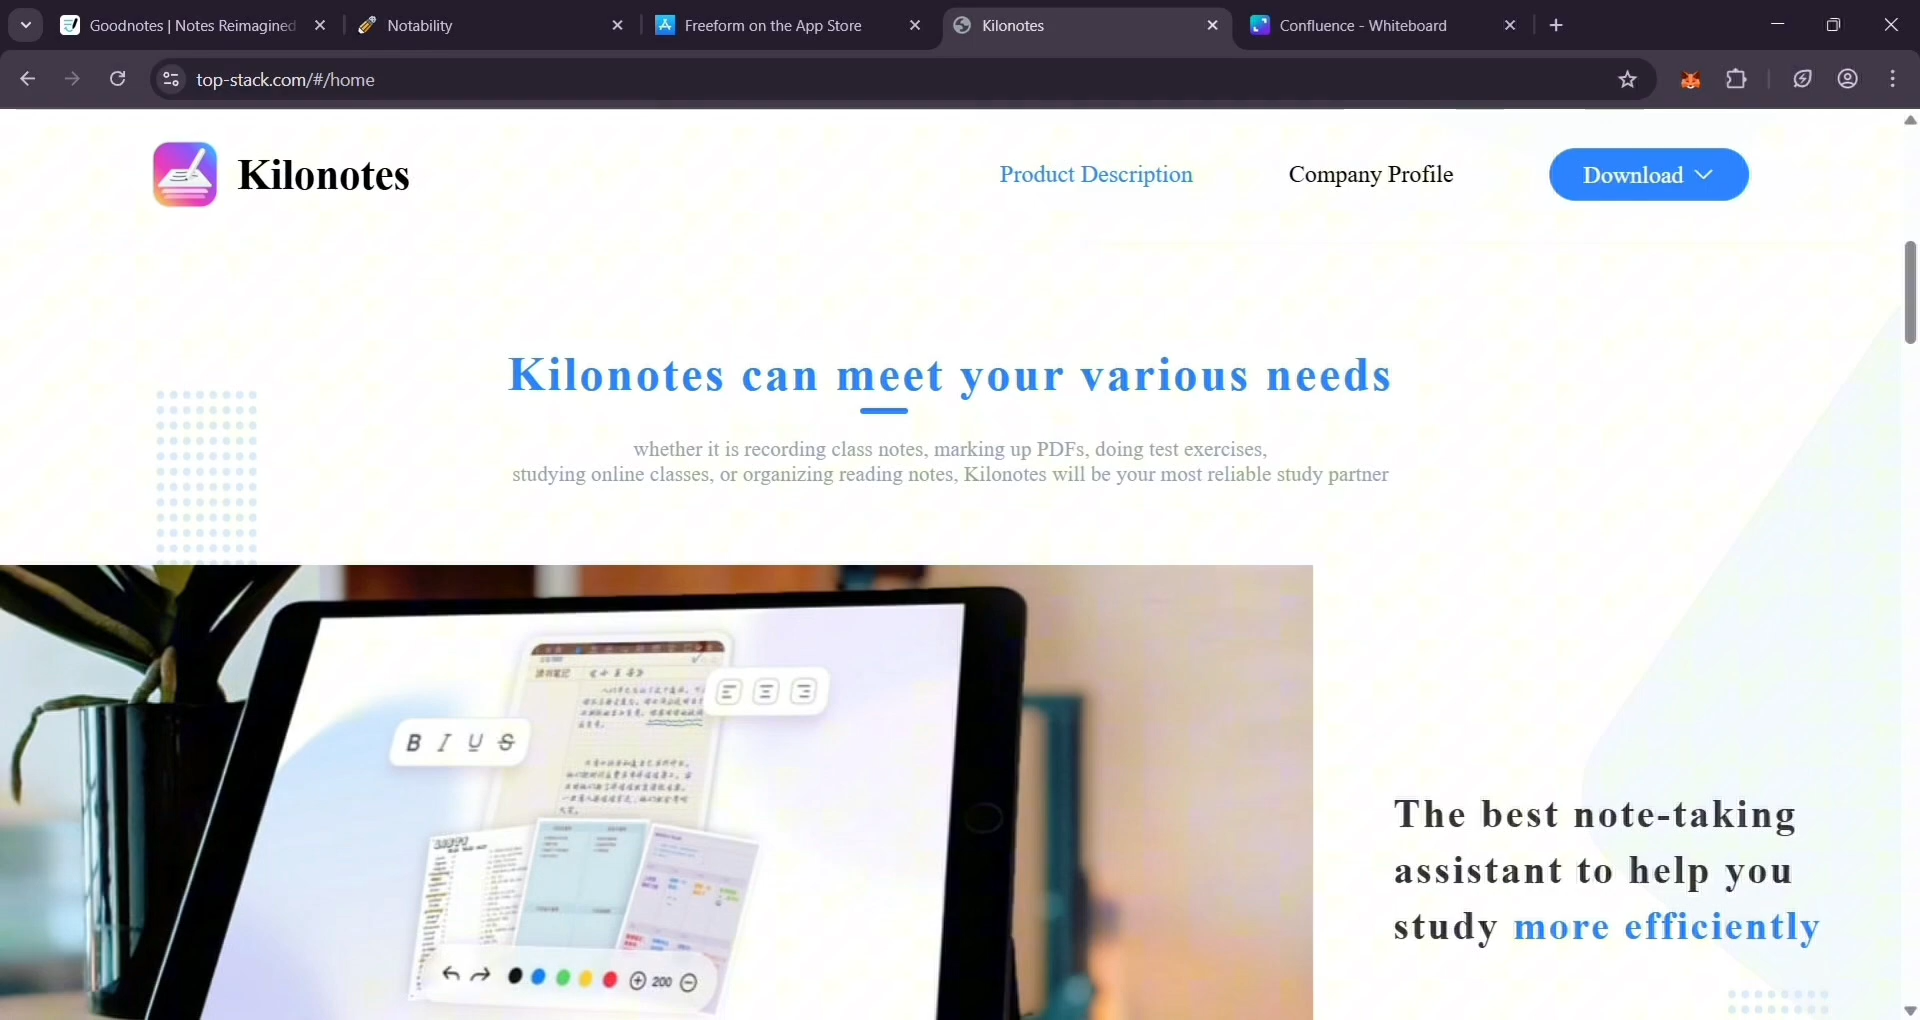 Goodnotes | Notes Reimagined
Notability
Freeform on the App Store
Kilonotes
Confluence - Whiteboard
top-stack.com/#/home
Kilonotes
Product Description
Company Profile
Download
Kilonotes can meet your various needs
whether it is recording class notes, marking up PDFs, doing test exercises,
studying online classes, or organizing reading notes, Kilonotes will be your most reliable study partner
B I U S
200
The best note-taking
assistant to help you
study more efficiently